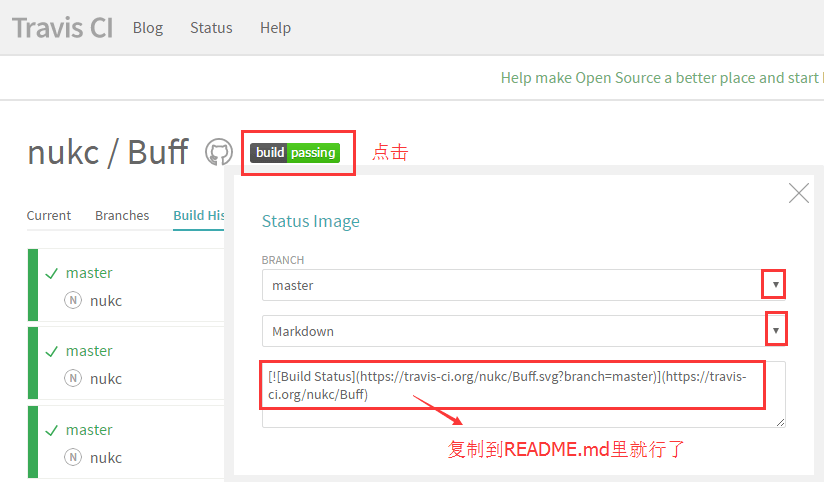 Travis CI Blog Status Help
Help make Open Source a better place and start
nukc / Buff build passing 点击
Current Branches Build His
Status Image
BRANCH
master
Markdown
[![Build Status](https://travis-ci.org/nukc/Buff.svg?branch=master)](https://travis-
ci.org/nukc/Buff)
复制到README.md里就行了
master
N nukc
master
N nukc
master
N nukc